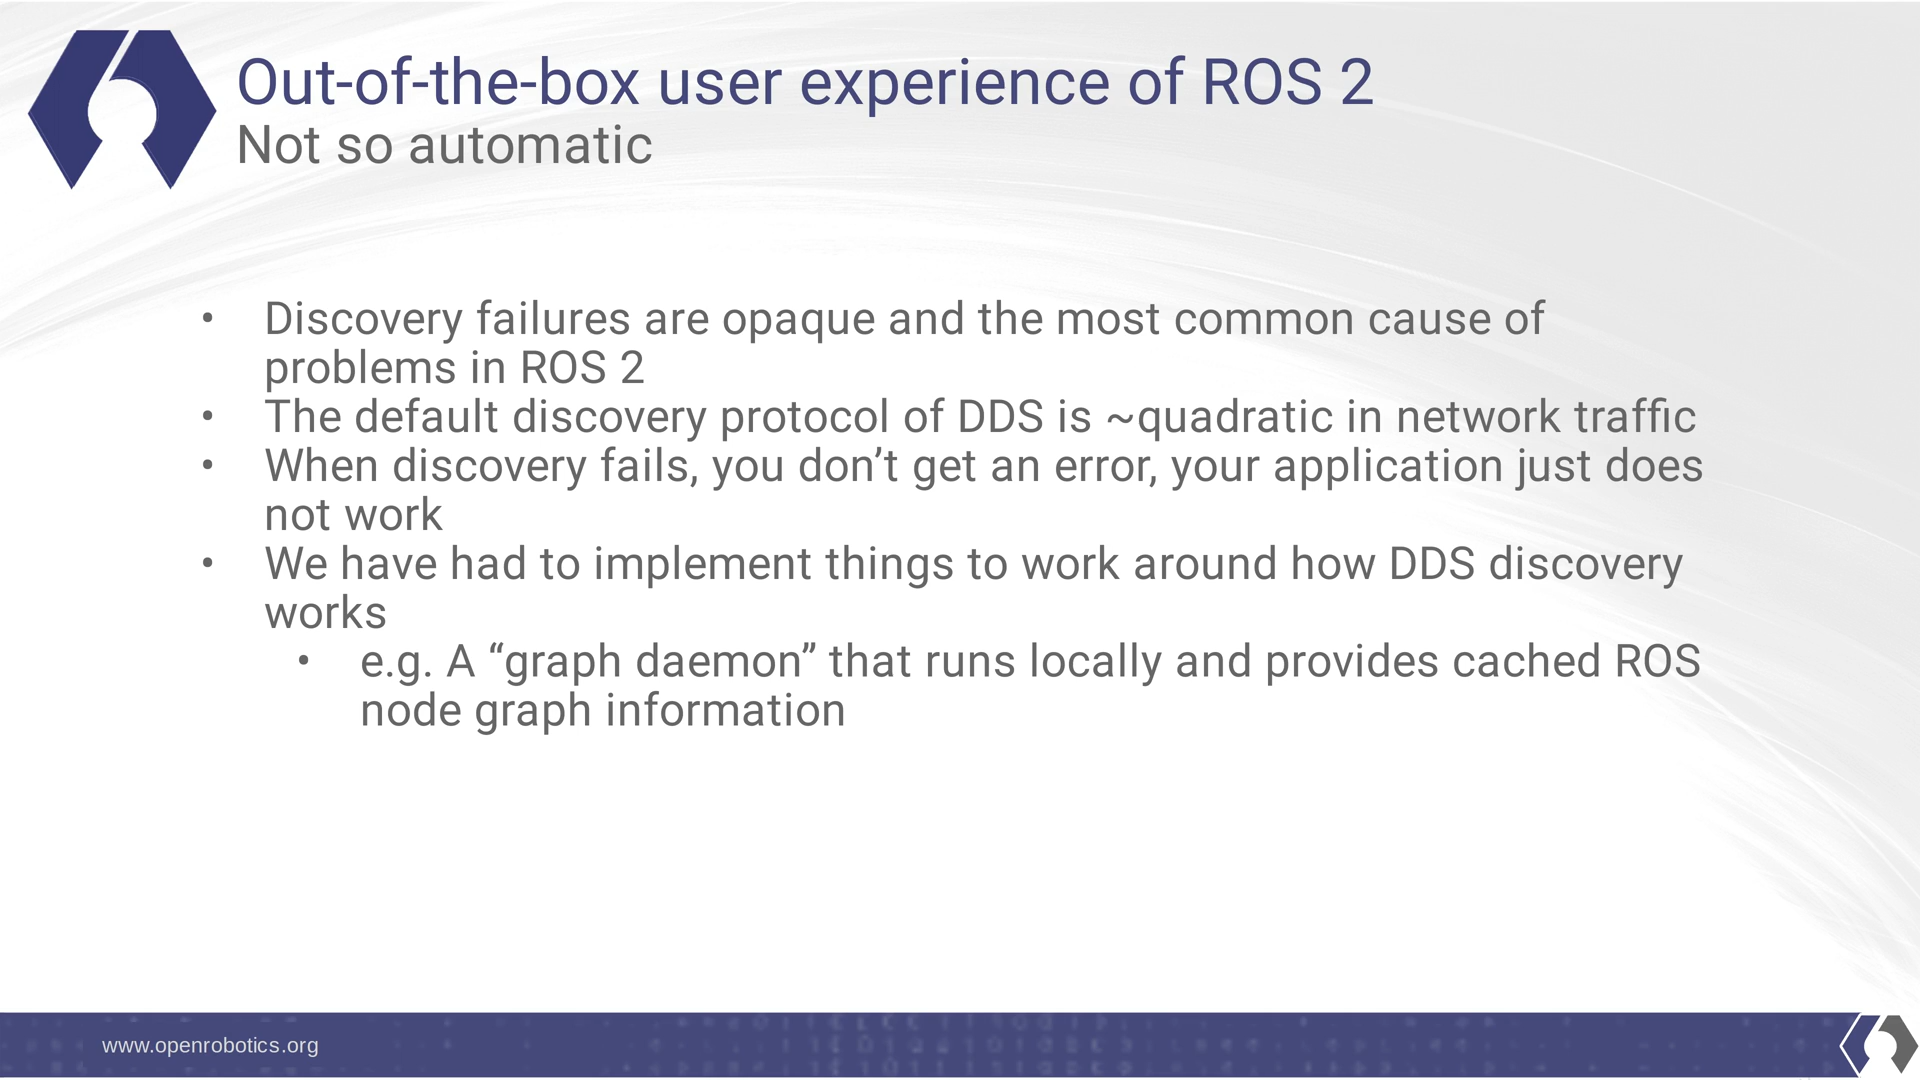 Out-of-the-box user experience of ROS 2
Not so automatic
• Discovery failures are opaque and the most common cause of
problems in ROS 2
• The default discovery protocol of DDS is ~quadratic in network traffic
• When discovery fails, you don’t get an error, your application just does
not work
• We have had to implement things to work around how DDS discovery
works
• e.g. A “graph daemon” that runs locally and provides cached ROS
node graph information
www.openrobotics.org